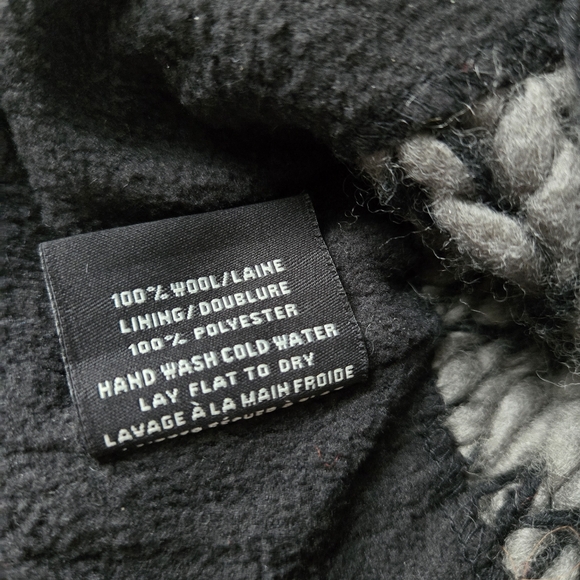 100% WOOL/LAINE
LINING/DOUBLURE
100% POLYESTER
HAND WASH COLD WATER
LAY FLAT TO DRY
LAVAGE À LA MAIN FROIDE